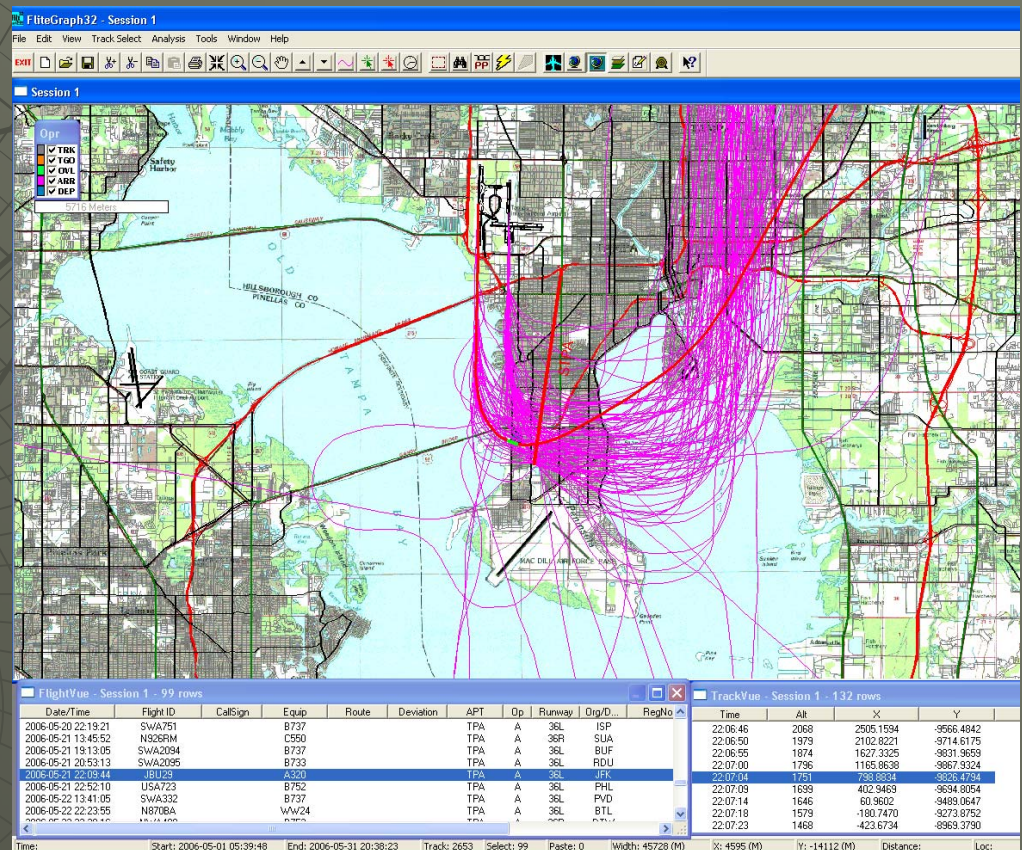 FliteGraph32 - Session 1
File Edit View Track Select Analysis Tools Window Help
EXIT
PP
Session 1
Opr
TRK
TGO
OVL
ARR
DEP
5716 Meters
Safety
Harbor
OLD
HILLSBOROUGH CO
PINELLAS CO
TAMPA
BAY
COAST GUARD
STATION
MAC DILL AIR FORCE BASE
Pinellas Park
FlightVue - Session 1 - 99 rows
Date/Time Flight ID CallSign Equip Route Deviation APT Op Runway Org/D... RegNo
2006-05-20 22:19:21 SWA751 B737 TPA A 36L ISP
2006-05-21 13:45:52 N926RM C550 TPA A 36R SUA
2006-05-21 19:13:05 SWA2094 B737 TPA A 36L BUF
2006-05-21 20:53:13 SWA2095 B733 TPA A 36L RDU
2006-05-21 22:09:44 JBU29 A320 TPA A 36L JFK
2006-05-21 22:52:10 USA723 B752 TPA A 36L PHL
2006-05-22 13:41:05 SWA332 B737 TPA A 36L PVD
2006-05-22 22:23:55 N870BA WW24 TPA A 36L BTL
TrackVue - Session 1 - 132 rows
Time Alt X Y
22:06:46 2068 2505.1594 -9566.4842
22:06:50 1979 2102.8221 -9714.6175
22:06:55 1874 1627.3325 -9831.9659
22:07:00 1796 1165.8638 -9867.9324
22:07:04 1751 798.8834 -9826.4794
22:07:09 1699 402.9469 -9694.8054
22:07:14 1646 60.9602 -9489.0647
22:07:18 1579 -180.7470 -9273.8752
22:07:23 1468 -423.6734 -8969.3790
Time: Start: 2006-05-01 05:39:48 End: 2006-05-31 20:38:23 Track: 2653 Select: 99 Paste: 0 Width: 45728 (M) X: 4595 (M) Y: -14112 (M) Distance: Loc: